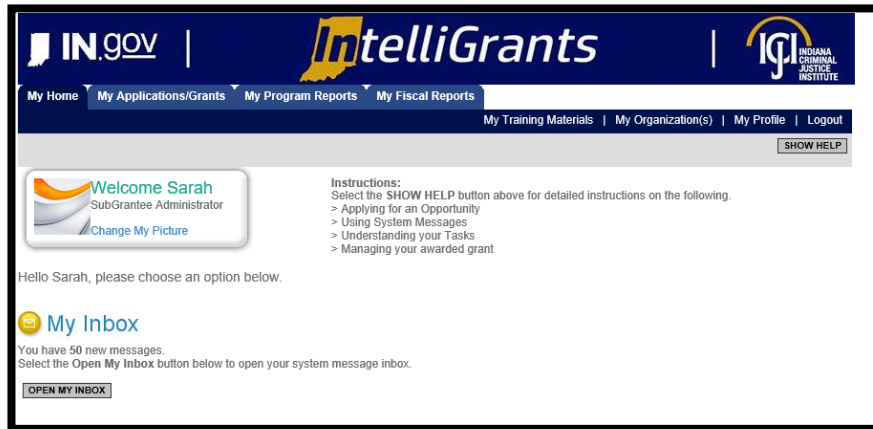 IN.gov | IntelliGrants | ICJI INDIANA CRIMINAL JUSTICE INSTITUTE
My Home My Applications/Grants My Program Reports My Fiscal Reports
My Training Materials | My Organization(s) | My Profile | Logout
SHOW HELP
Welcome Sarah
SubGrantee Administrator
Change My Picture
Instructions:
Select the SHOW HELP button above for detailed instructions on the following.
> Applying for an Opportunity
> Using System Messages
> Understanding your Tasks
> Managing your awarded grant
Hello Sarah, please choose an option below.
My Inbox
You have 50 new messages.
Select the Open My Inbox button below to open your system message inbox.
OPEN MY INBOX